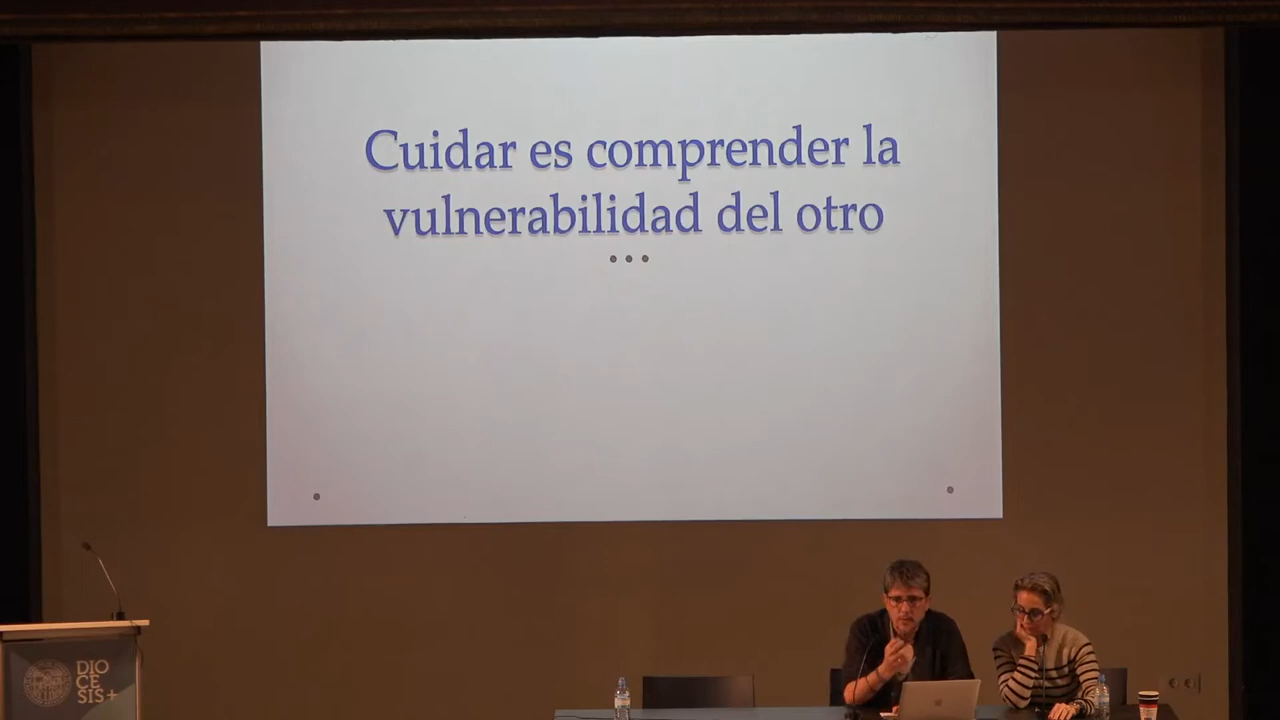 Cuidar es comprender la
vulnerabilidad del otro
DIO
CE
SIS+